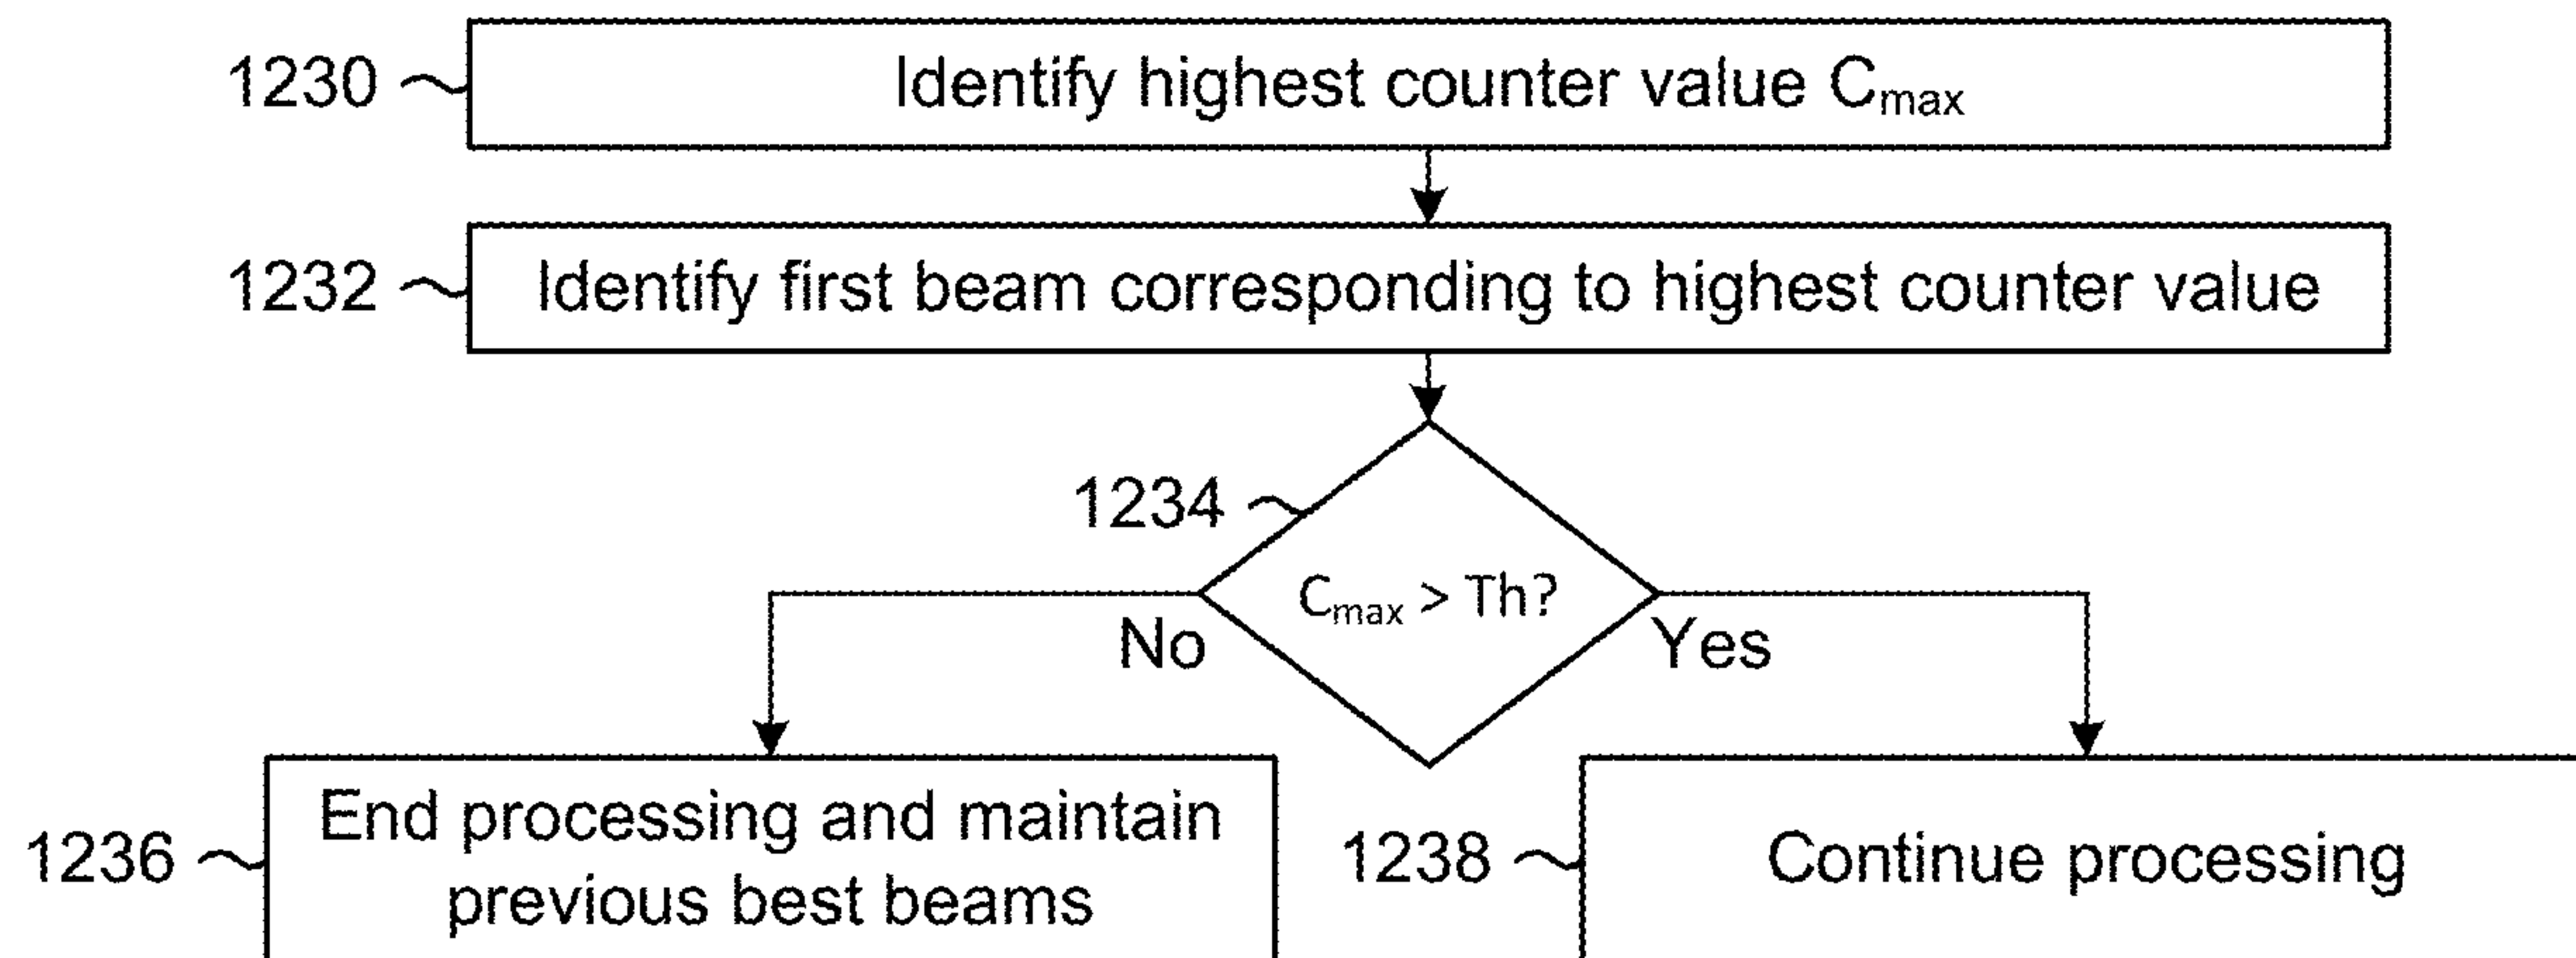 1230 Identify highest counter value Cmax
1232 Identify first beam corresponding to highest counter value
1234
Cmax > Th?
No Yes
End processing and maintain
1236 1238 Continue processing
previous best beams